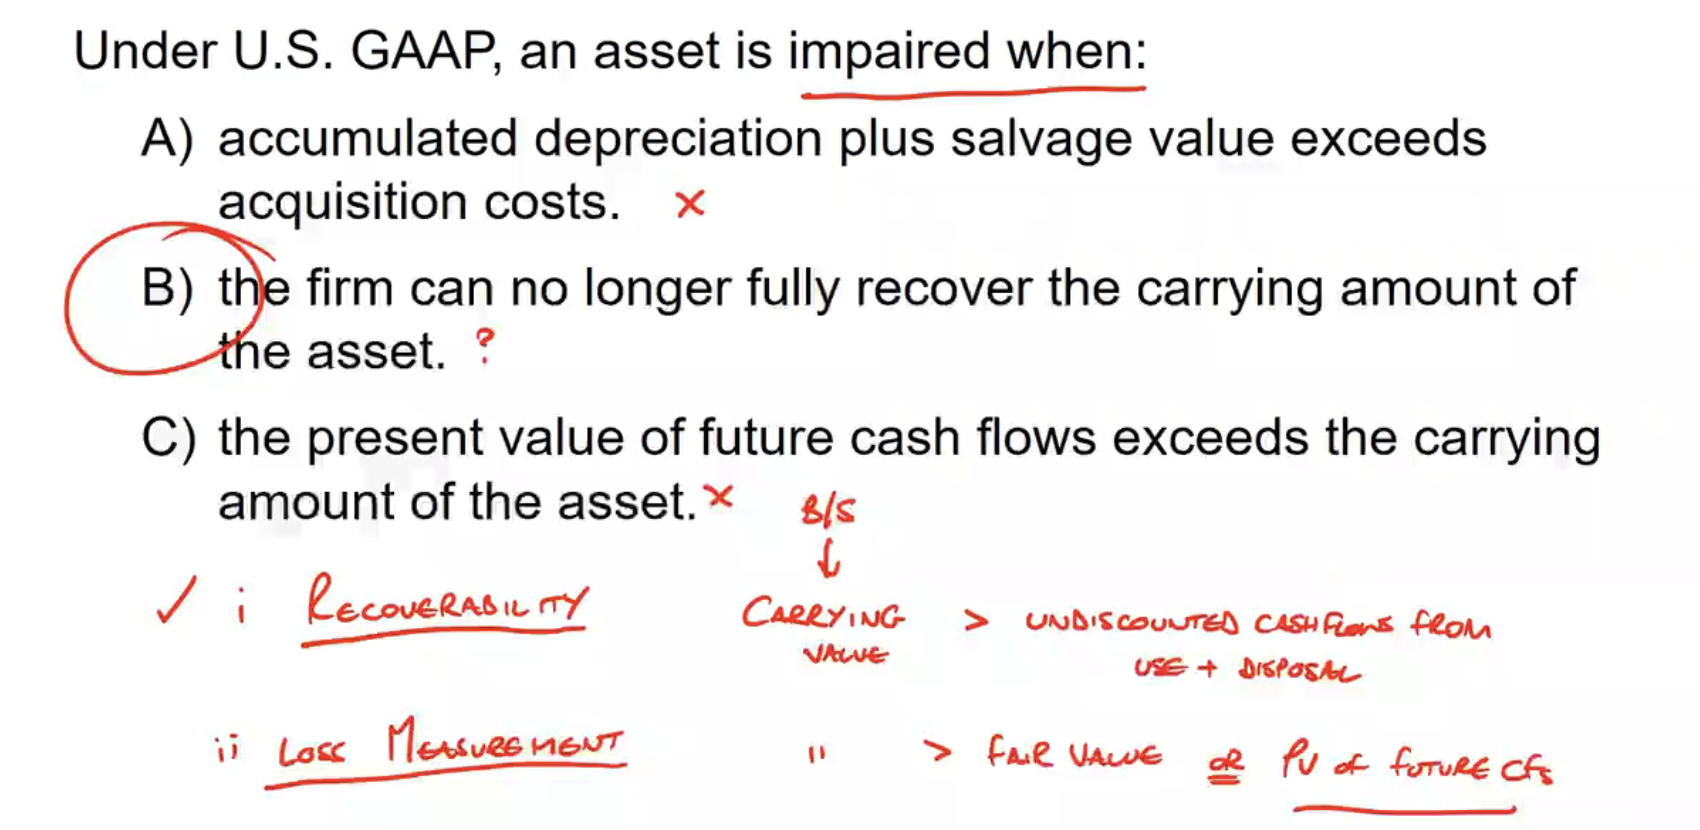 Under U.S. GAAP, an asset is impaired when:
A) accumulated depreciation plus salvage value exceeds
acquisition costs. ×
B) the firm can no longer fully recover the carrying amount of
the asset. ?
C) the present value of future cash flows exceeds the carrying
amount of the asset. ×
B/S
↓
✓ i RECOVERABILITY CARRYING > UNDISCOUNTED CASHFLOWS FROM
VALUE USE + DISPOSAL
ii LOSS MEASUREMENT " > FAIR VALUE OR PV of FUTURE CFs